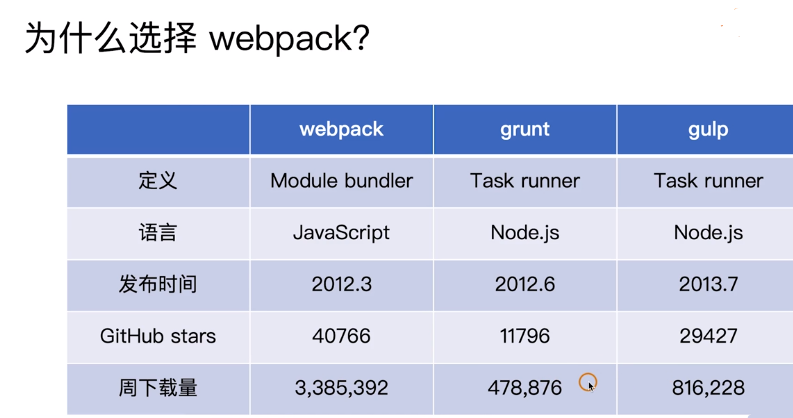 为什么选择 webpack?
webpack grunt gulp
定义 Module bundler Task runner Task runner
语言 JavaScript Node.js Node.js
发布时间 2012.3 2012.6 2013.7
GitHub stars 40766 11796 29427
周下载量 3,385,392 478,876 816,228